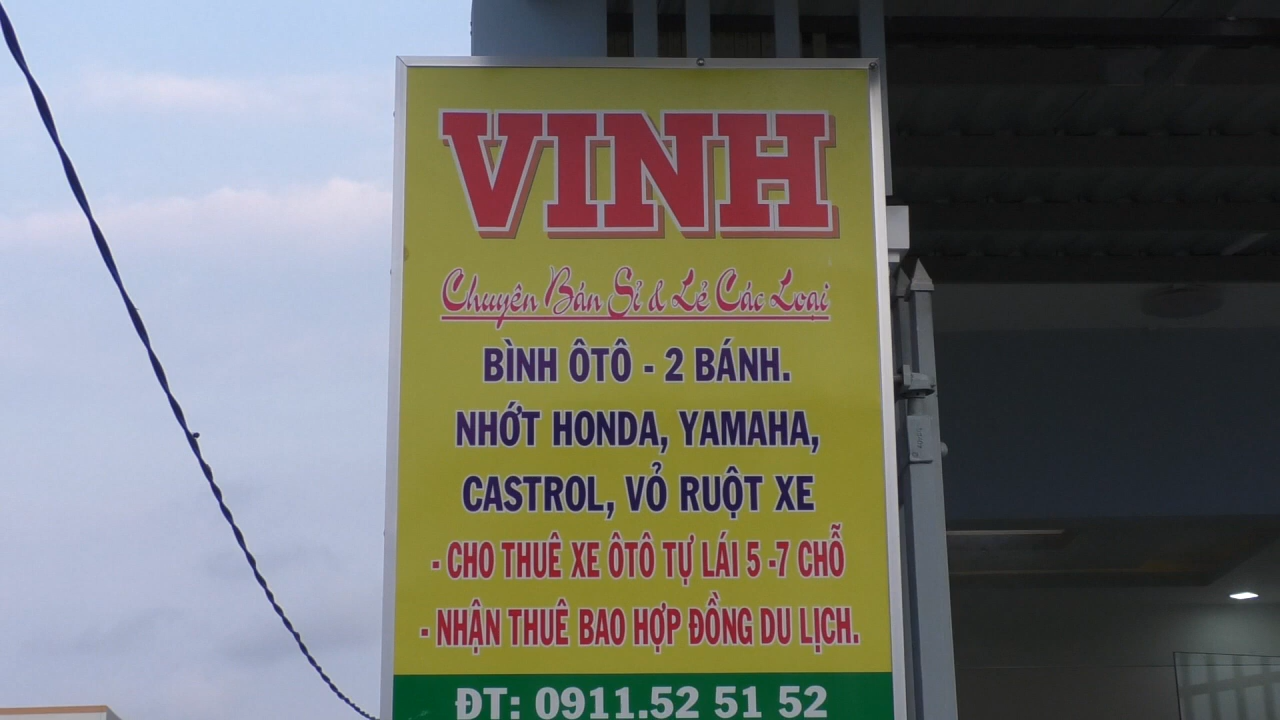 VINH
Chuyên Bán Sỉ & Lẻ Các Loại
BÌNH ÔTÔ - 2 BÁNH.
NHỚT HONDA, YAMAHA,
CASTROL, VỎ RUỘT XE
- CHO THUÊ XE ÔTÔ TỰ LÁI 5 -7 CHỖ
- NHẬN THUÊ BAO HỢP ĐỒNG DU LỊCH.
ĐT: 0911.52 51 52